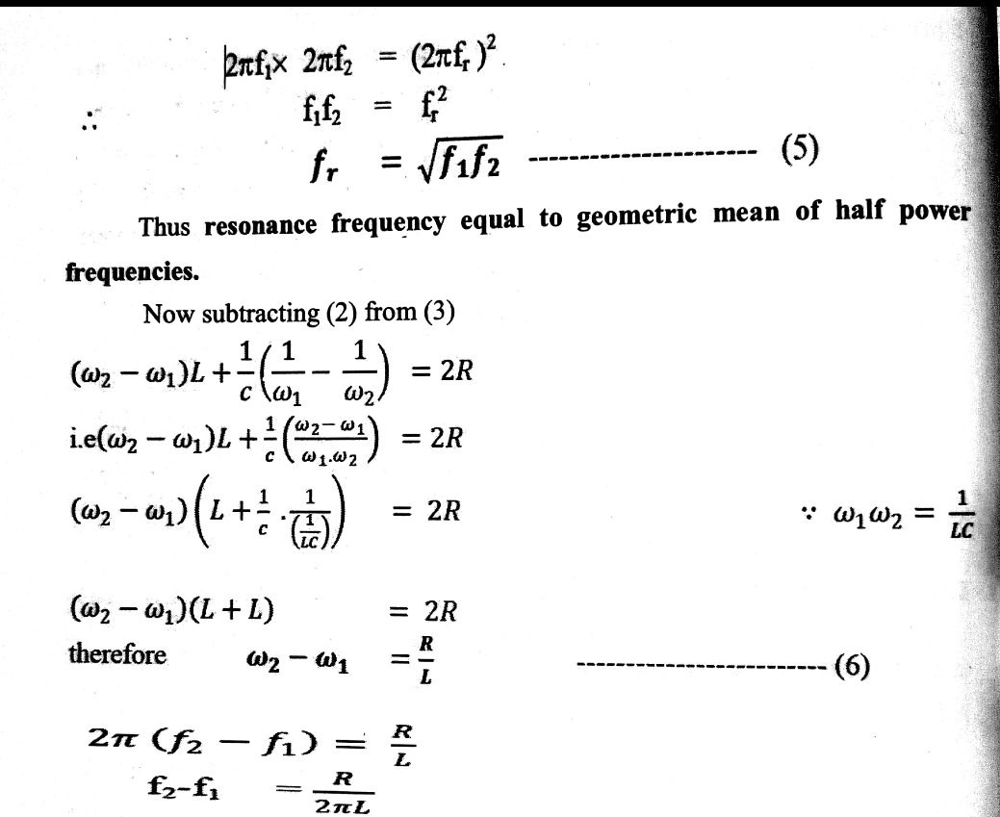 2πf₁× 2πf₂ = (2πfᵣ)².
∴ f₁f₂ = fᵣ²
fᵣ = √f₁f₂ ----------------------- (5)
Thus resonance frequency equal to geometric mean of half power
frequencies.
Now subtracting (2) from (3)
(ω₂ − ω₁)L + 1/c (1/ω₁ − 1/ω₂) = 2R
i.e(ω₂ − ω₁)L + 1/c (ω₂− ω₁/ω₁.ω₂) = 2R
(ω₂ − ω₁)(L + 1/c . 1/(1/LC)) = 2R ∵ ω₁ω₂ = 1/LC
(ω₂ − ω₁)(L + L) = 2R
therefore ω₂ − ω₁ = R/L ------------------------- (6)
2π (f₂ − f₁) = R/L
f₂-f₁ = R/2πL